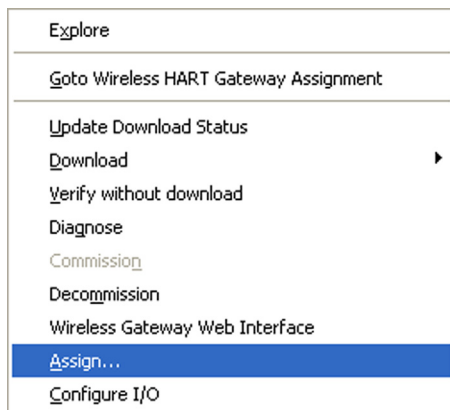 Explore
Goto Wireless HART Gateway Assignment
Update Download Status
Download
Verify without download
Diagnose
Commission
Decommission
Wireless Gateway Web Interface
Assign...
Configure I/O